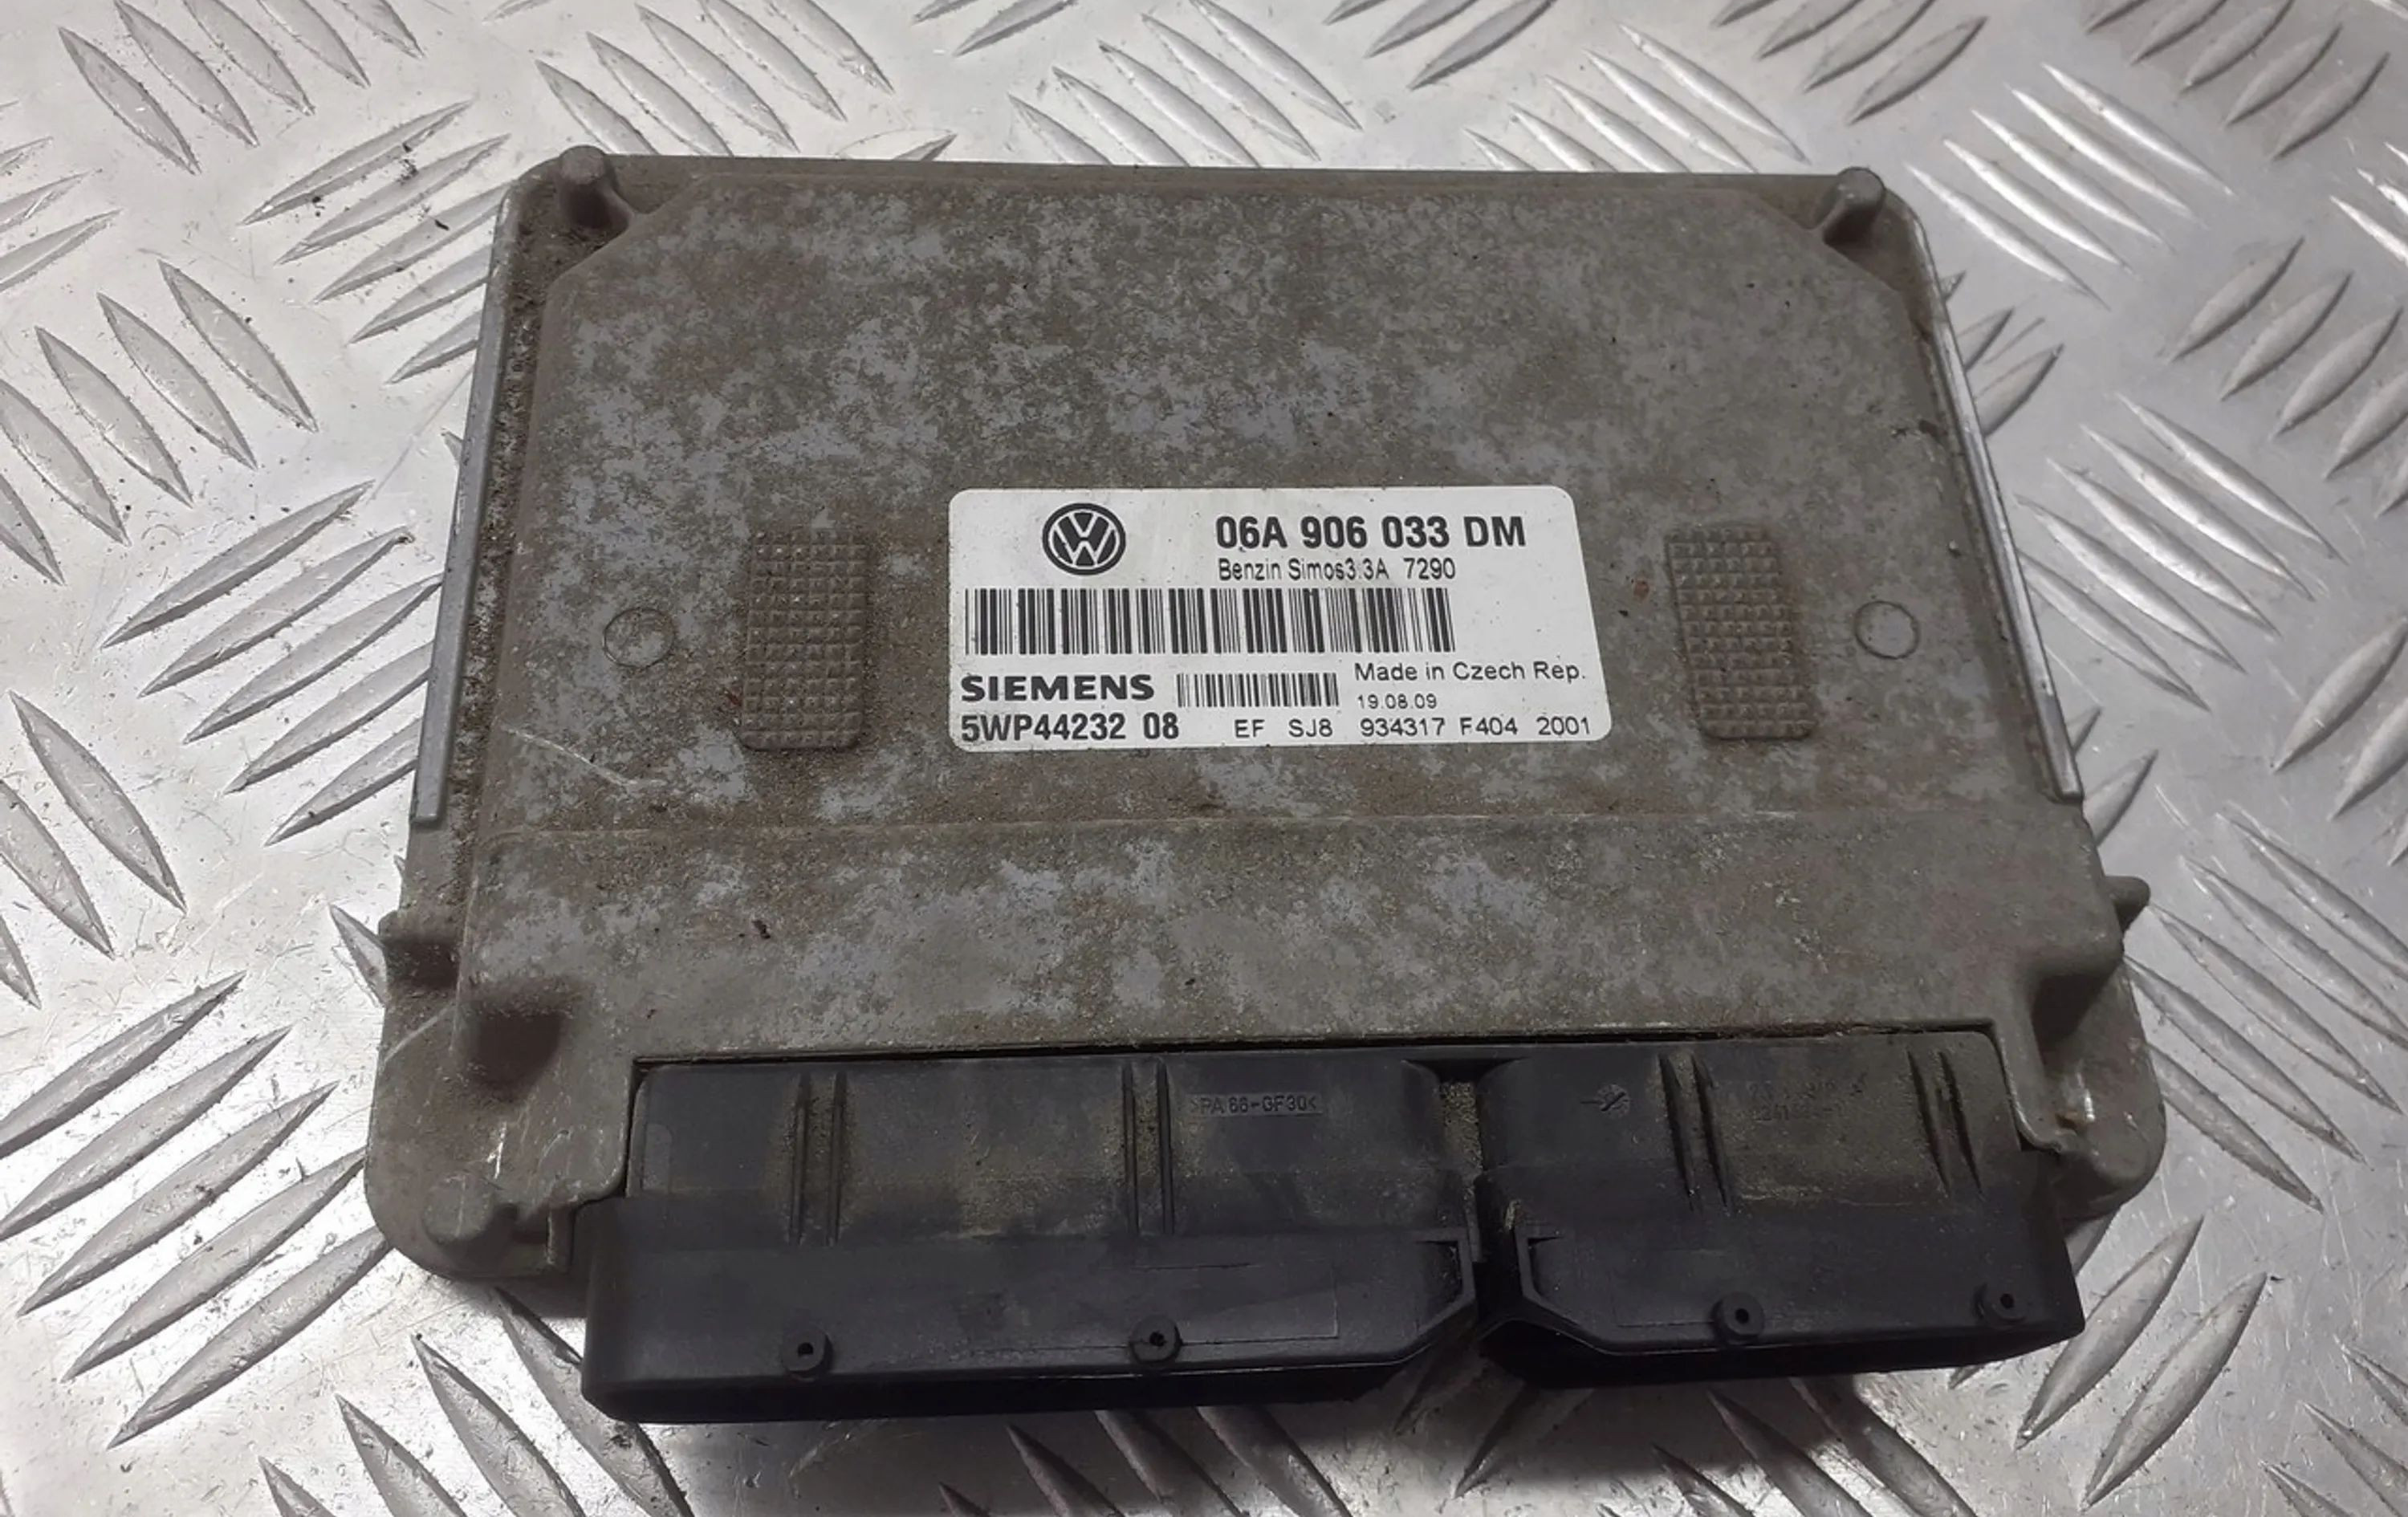 06A 906 033 DM
Benzin Simos3.3A 7290
SIEMENS
Made in Czech Rep.
19.08.09
5WP44232 08 EF SJ8 934317 F404 2001
>PA 66-GF30<